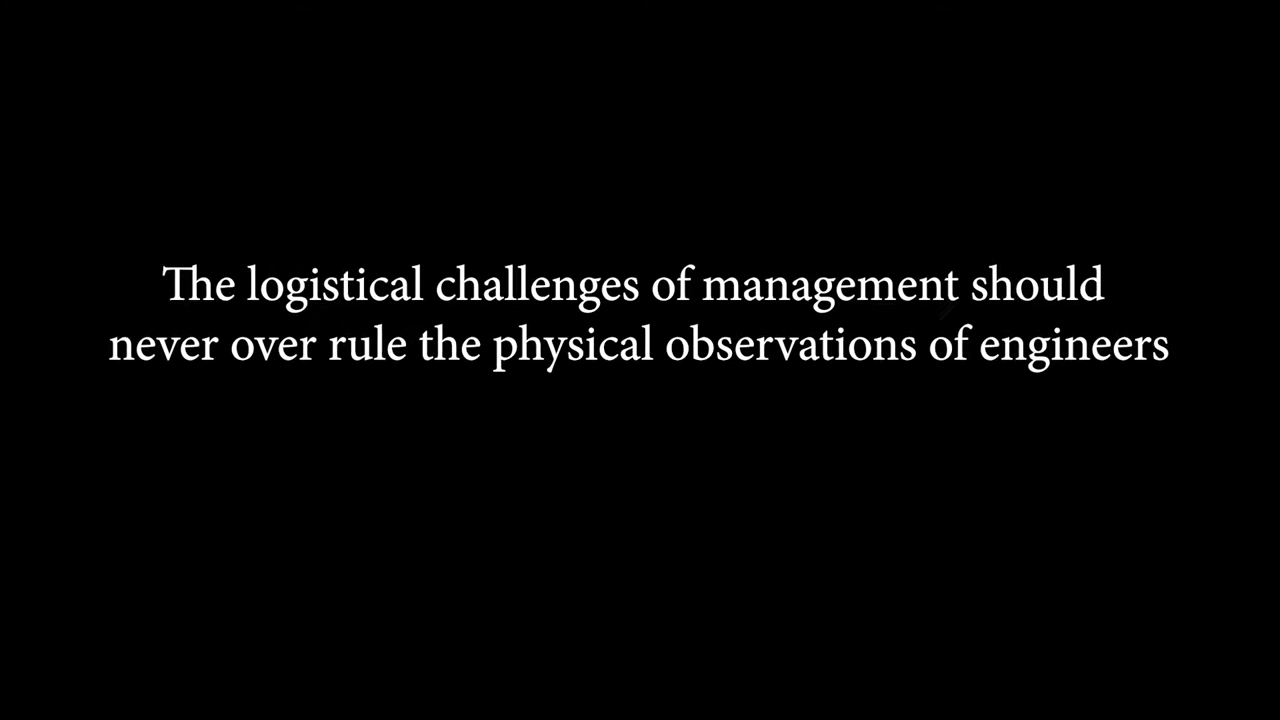 The logistical challenges of management should
never over rule the physical observations of engineers